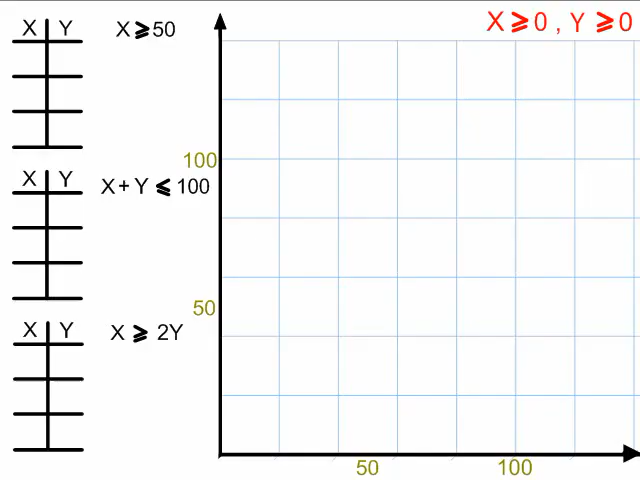 X ⩾ 0 , Y ⩾ 0
X Y
X ⩾ 50
100
X Y
X + Y ⩽ 100
50
X Y
X ⩾ 2Y
50 100